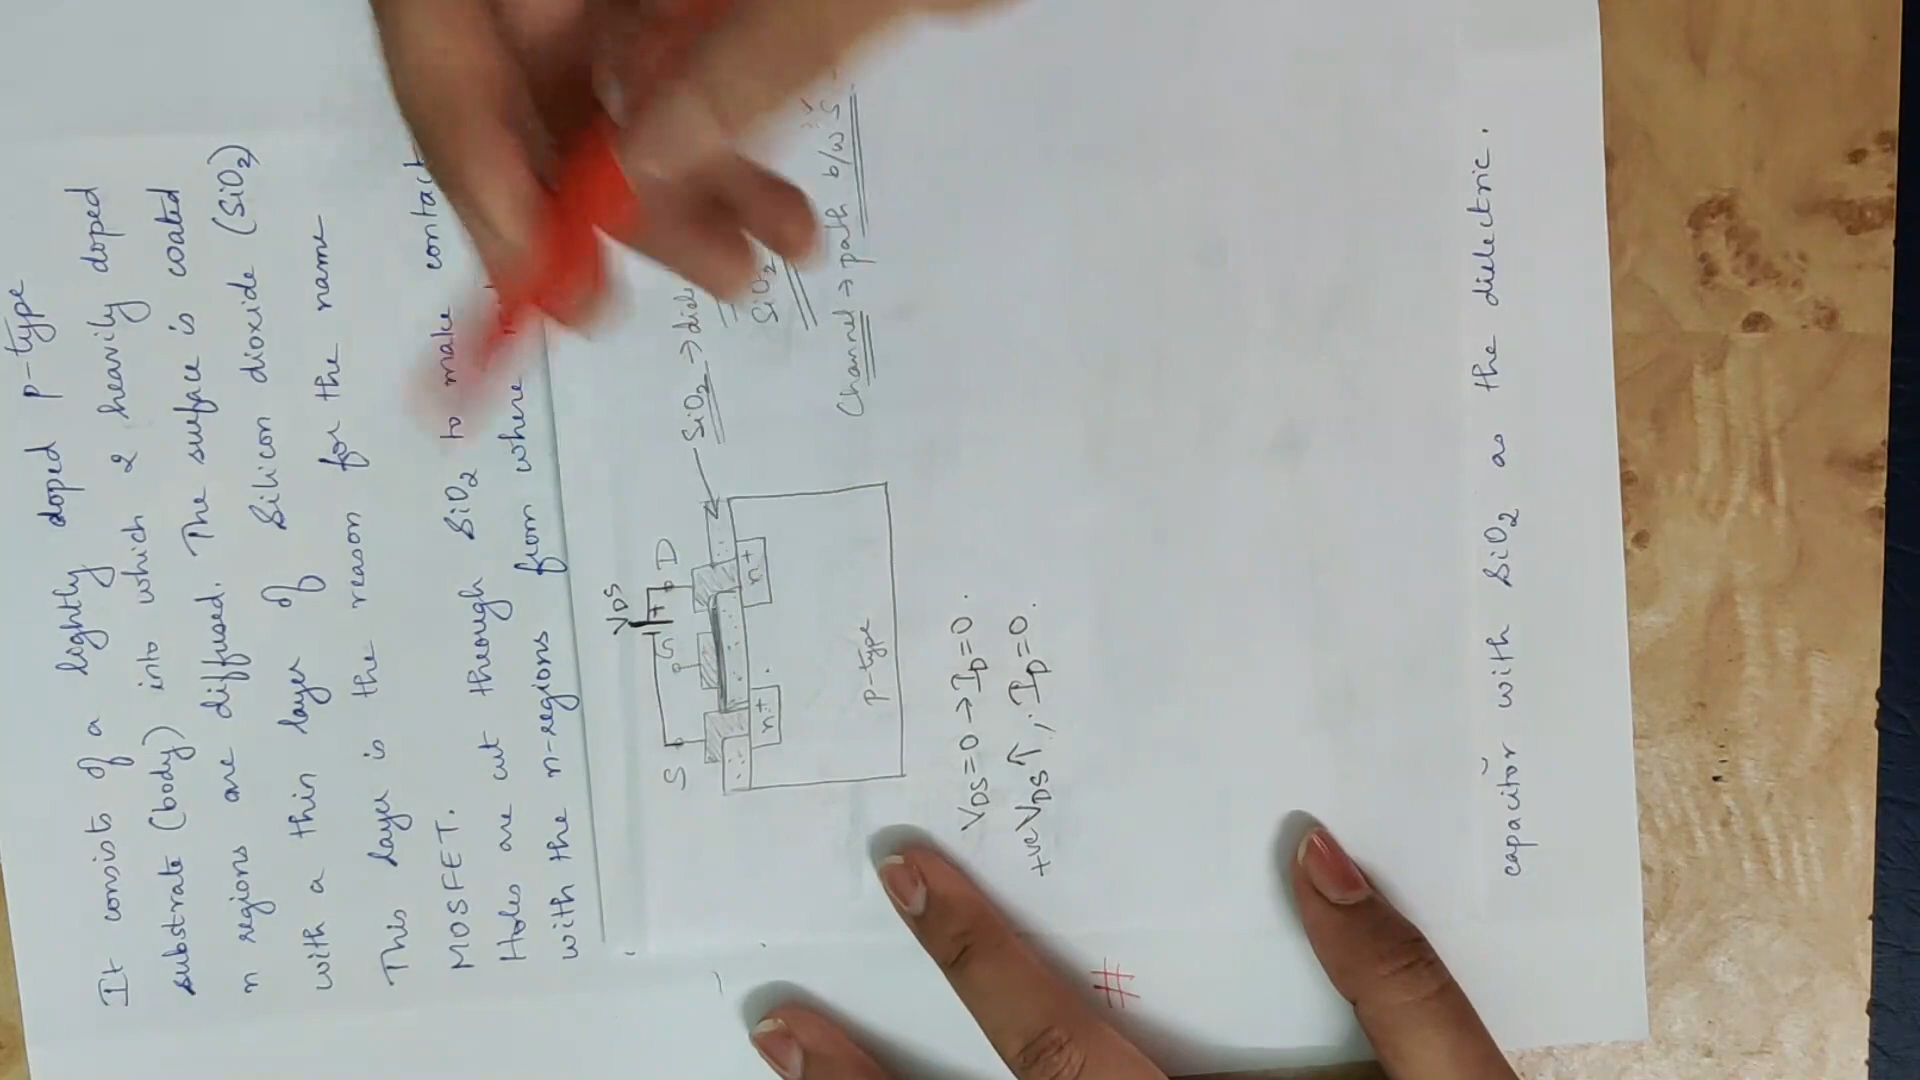 It consists of a lightly doped p-type
substrate (body) into which 2 heavily doped
n regions are diffused. The surface is coated
with a thin layer of Silicon dioxide (SiO2)
This layer is the reason for the name
MOSFET.
Holes are cut through SiO2 to make contact
with the n-regions from where
VDS
S
G
D
+
SiO2 → diele
SiO2
Channel → path b/w S
n+
n+
p-type
VDS=0 → ID=0.
+ve VDS↑, ID=0.
#
capacitor with SiO2 as the dielectric.